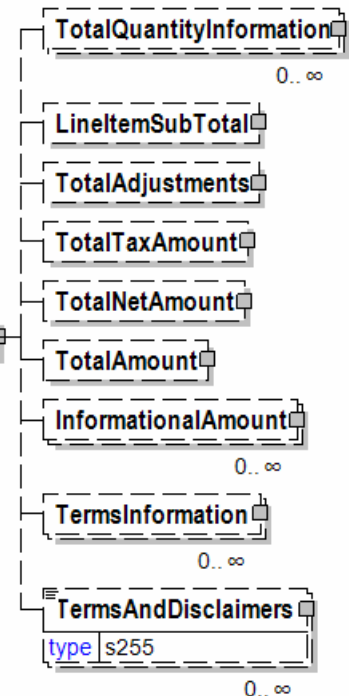 TotalQuantityInformation
0.. ∞
LineItemSubTotal
TotalAdjustments
TotalTaxAmount
TotalNetAmount
TotalAmount
InformationalAmount
0.. ∞
TermsInformation
0.. ∞
TermsAndDisclaimers
type s255
0.. ∞